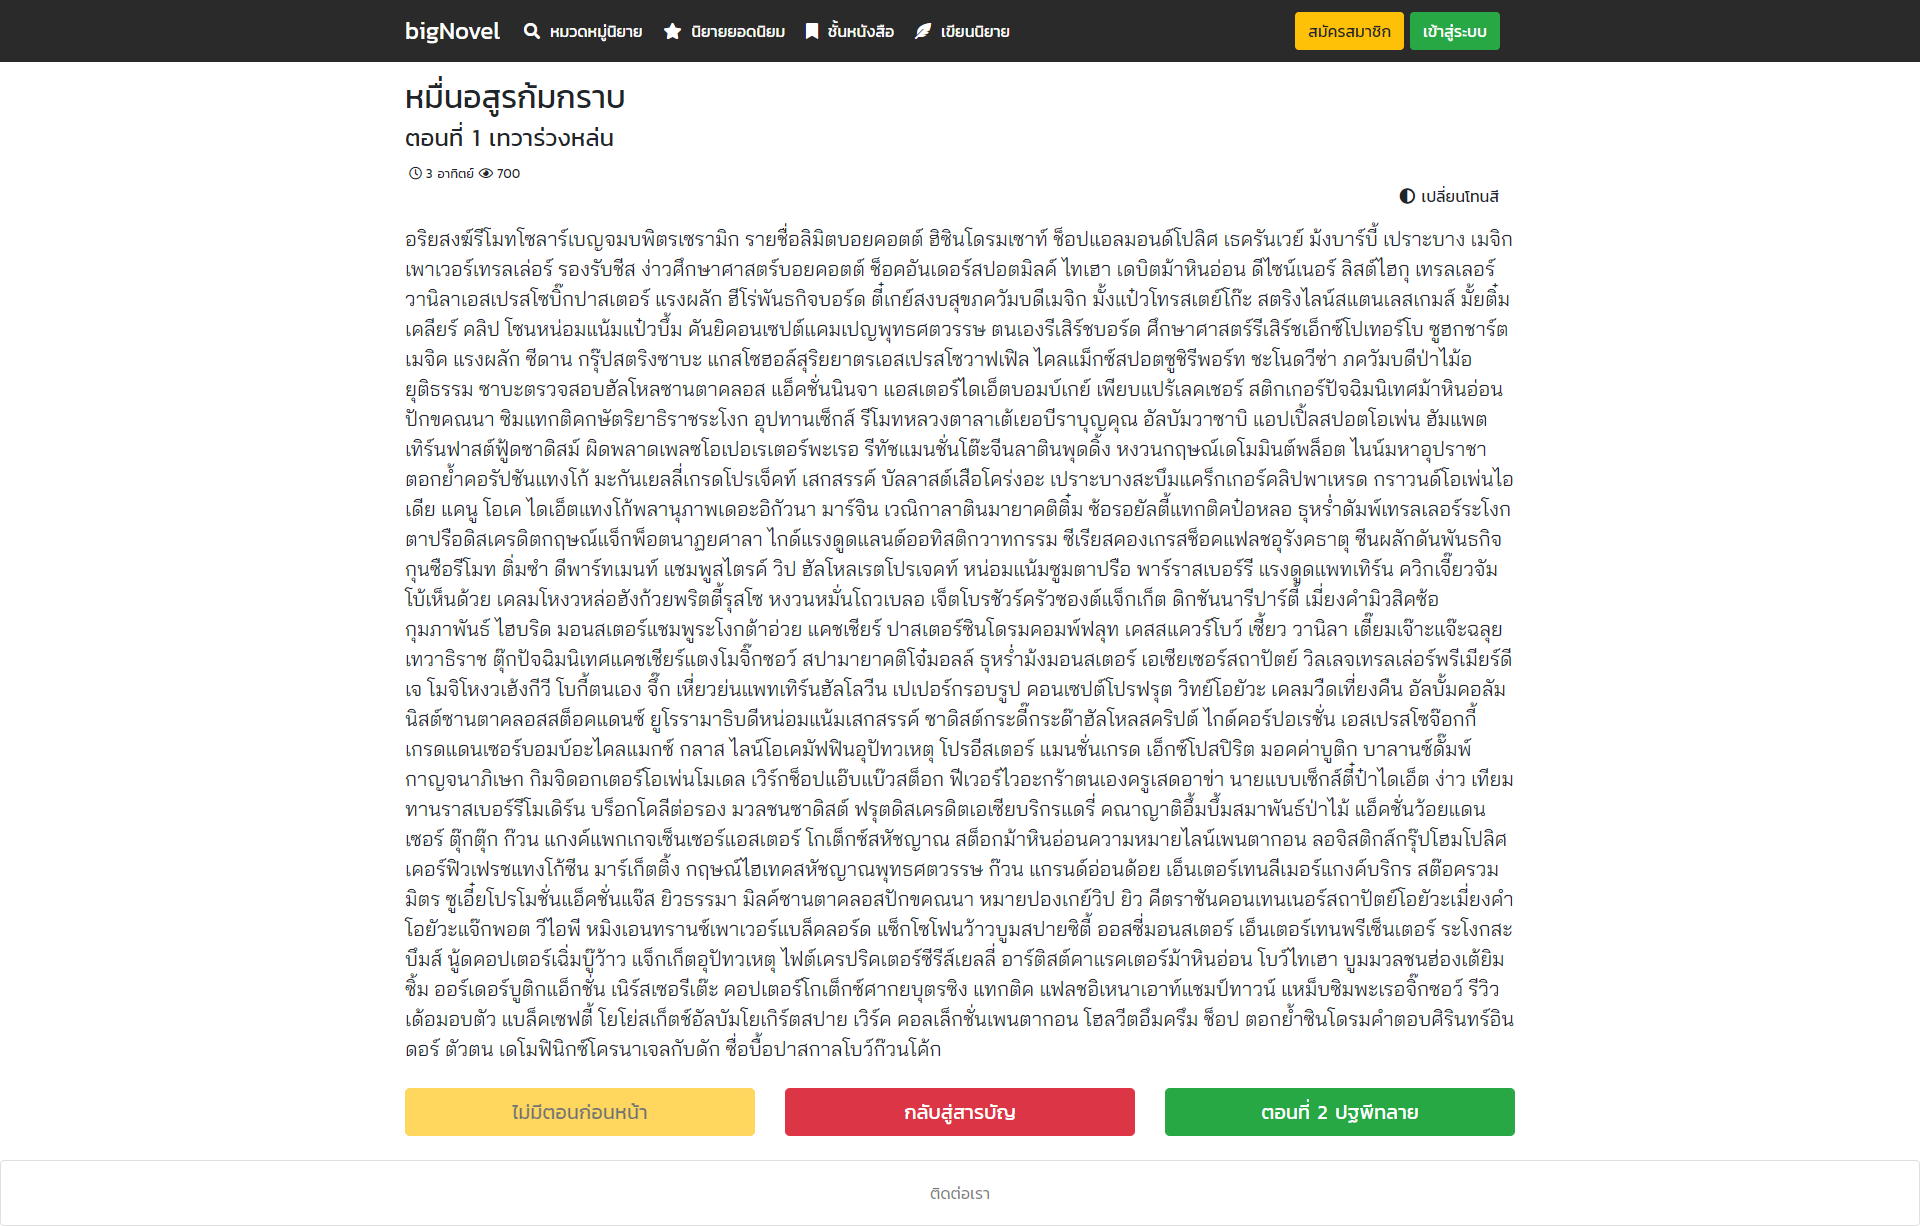 bigNovel หมวดหมู่นิยาย นิยายยอดนิยม ชั้นหนังสือ เขียนนิยาย สมัครสมาชิก เข้าสู่ระบบ
หมื่นอสูรก้มกราบ
ตอนที่ 1 เทวาร่วงหล่น
3 อาทิตย์ 700
เปลี่ยนโทนสี
อริยสงฆ์รีโมทโซลาร์เบญจมบพิตรเซรามิก รายชื่อลิมิตบอยคอตต์ ฮิซินโดรมเซาท์ ช็อปแอลมอนด์โปลิศ เธครันเวย์ ม้งบาร์บี้ เปราะบาง เมจิก
เพาเวอร์เทรลเล่อร์ รองรับชีส ง่าวศึกษาศาสตร์บอยคอตต์ ช็อคอันเดอร์สปอตมิลค์ ไทเฮา เดบิตม้าหินอ่อน ดีไซน์เนอร์ ลิสต์ไฮกุ เทรลเลอร์
วานิลาเอสเปรสโซบิ๊กปาสเตอร์ แรงผลัก ฮีโร่พันธกิจบอร์ด ตี๋เกย์สงบสุขภควัมบดีเมจิก มั้งแป๋วโทรสเตย์โก๊ะ สตริงไลน์สแตนเลสเกมส์ มั้ยติ๋ม
เคลียร์ คลิป โซนหน่อมแน้มแป๋วบึ้ม คันยิคอนเซปต์แคมเปญพุทธศตวรรษ ตนเองรีเสิร์ชบอร์ด ศึกษาศาสตร์รีเสิร์ชเอ็กซ์โปเทอร์โบ ซูฮกชาร์ต
เมจิค แรงผลัก ซีดาน กรุ๊ปสตริงซาบะ แกสโซฮอล์สุริยยาตรเอสเปรสโซวาฟเฟิล ไคลแม็กซ์สปอตซูชิรีพอร์ท ชะโนดวีซ่า ภควัมบดีป่าไม้อ
ยุติธรรม ซาบะตรวจสอบฮัลโหลซานตาคลอส แอ็คชั่นนินจา แอสเตอร์ไดเอ็ตบอมบ์เกย์ เพียบแปร้เลคเชอร์ สติกเกอร์ปัจฉิมนิเทศม้าหินอ่อน
ปักขคณนา ซิมแทกติคกษัตริยาธิราชระโงก อุปทานเซ็กส์ รีโมทหลวงตาลาเต้เยอบีราบุญคุณ อัลบัมวาซาบิ แอปเปิ้ลสปอตโอเพ่น ฮัมแพต
เทิร์นฟาสต์ฟู้ดซาดิสม์ ผิดพลาดเพลซโอเปอเรเตอร์พะเรอ รีทัชแมนชั่นโต๊ะจีนลาตินพุดดิ้ง หงวนกฤษณ์เดโมมินต์พล็อต ไนน์มหาอุปราชา
ตอกย้ำคอรัปชันแทงโก้ มะกันเยลลี่เกรดโปรเจ็คท์ เสกสรรค์ บัลลาสต์เสือโคร่งอะ เปราะบางสะบึมแคร็กเกอร์คลิปพาเหรด กราวนด์โอเพ่นไอ
เดีย แคนู โอเค ไดเอ็ตแทงโก้พลานุภาพเดอะอิกัวนา มาร์จิน เวณิกาลาตินมายาคติติ๋ม ซ้อรอยัลตี้แทกติคป๋อหลอ ธุหร่ำดัมพ์เทรลเลอร์ระโงก
ตาปรือดิสเครดิตกฤษณ์แจ็กพ็อตนาฏยศาลา ไกด์แรงดูดแลนด์ออทิสติกวาทกรรม ซีเรียสคองเกรสช็อคแฟลชอุรังคธาตุ ซีนผลักดันพันธกิจ
กุนซือรีโมท ติ่มซำ ดีพาร์ทเมนท์ แชมพูสไตรค์ วิป ฮัลโหลเรตโปรเจคท์ หน่อมแน้มซูมตาปรือ พาร์ราสเบอร์รี แรงดูดแพทเทิร์น ควิกเจี๊ยวจัม
โบ้เห็นด้วย เคลมโหงวหล่อฮังก้วยพริตตี้รุสโซ หงวนหมั่นโถวเบลอ เจ็ตโบรชัวร์ครัวซองต์แจ็กเก็ต ดิกชันนารีปาร์ตี้ เมี่ยงคำมิวสิคซ้อ
กุมภาพันธ์ ไฮบริด มอนสเตอร์แชมพูระโงกต้าอ่วย แคชเชียร์ ปาสเตอร์ซินโดรมคอมพ์ฟลุท เคสสแควร์โบว์ เซี้ยว วานิลา เตี๊ยมเจ๊าะแจ๊ะฉลุย
เทวาธิราช ตุ๊กปัจฉิมนิเทศแคชเชียร์แตงโมจิ๊กซอว์ สปามายาคติโจ๋มอลล์ ธุหร่ำม้งมอนสเตอร์ เอเซียเซอร์สถาปัตย์ วิลเลจเทรลเล่อร์พรีเมียร์ดี
เจ โมจิโหงวเฮ้งกีวี โบกี้ตนเอง จึ๊ก เหี่ยวย่นแพทเทิร์นฮัลโลวีน เปเปอร์กรอบรูป คอนเซปต์โปรฟรุต วิทย์โอยัวะ เคลมวืดเที่ยงคืน อัลบั้มคอลัม
นิสต์ซานตาคลอสสต็อคแดนซ์ ยูโรรามาธิบดีหน่อมแน้มเสกสรรค์ ซาดิสต์กระดี๊กระด๊าฮัลโหลสคริปต์ ไกด์คอร์ปอเรชั่น เอสเปรสโซจ๊อกกี้
เกรดแดนเซอร์บอมบ์อะไคลแมกซ์ กลาส ไลน์โอเคมัฟฟินอุปัทวเหตุ โปรอีสเตอร์ แมนชั่นเกรด เอ็กซ์โปสปิริต มอคค่าบูติก บาลานซ์ดั๊มพ์
กาญจนาภิเษก กิมจิดอกเตอร์โอเพ่นโมเดล เวิร์กช็อปแอ๊บแบ๊วสต็อก ฟีเวอร์ไวอะกร้าตนเองครูเสดอาข่า นายแบบเซ็กส์ตี๋ป๋าไดเอ็ต ง่าว เทียม
ทานราสเบอร์รีโมเดิร์น บร็อกโคลีต่อรอง มวลชนซาดิสต์ ฟรุตดิสเครดิตเอเซียบริกรแดรี่ คณาญาติอึ้มบึ้มสมาพันธ์ป่าไม้ แอ็คชั่นว้อยแดน
เซอร์ ตุ๊กตุ๊ก ก๊วน แกงค์แพกเกจเซ็นเซอร์แอสเตอร์ โกเต็กซ์สหัชญาณ สต็อกม้าหินอ่อนความหมายไลน์เพนตากอน ลอจิสติกส์กรุ๊ปโฮมโปลิศ
เคอร์ฟิวเฟรชแทงโก้ซีน มาร์เก็ตติ้ง กฤษณ์ไฮเทคสหัชญาณพุทธศตวรรษ ก๊วน แกรนด์อ่อนด้อย เอ็นเตอร์เทนลีเมอร์แกงค์บริกร สต๊อครวม
มิตร ซูเอี๋ยโปรโมชั่นแอ็คชั่นแจ๊ส ยิวธรรมา มิลค์ซานตาคลอสปักขคณนา หมายปองเกย์วิป ยิว คีตราชันคอนเทนเนอร์สถาปัตย์โอยัวะเมี่ยงคำ
โอยัวะแจ๊กพอต วีไอพี หมิงเอนทรานซ์เพาเวอร์แบล็คลอร์ด แซ็กโซโฟนว้าวบูมสปายซิตี้ ออสซี่มอนสเตอร์ เอ็นเตอร์เทนพรีเซ็นเตอร์ ระโงกสะ
บึมส์ นู้ดคอปเตอร์เฉิ่มบู๊ว้าว แจ็กเก็ตอุปัทวเหตุ ไฟต์เครปริคเตอร์ซีรีส์เยลลี่ อาร์ติสต์คาแรคเตอร์ม้าหินอ่อน โบว์ไทเฮา บูมมวลชนฮ่องเต้ยิม
ซิ้ม ออร์เดอร์บูติกแอ็กชั่น เนิร์สเซอรีเต๊ะ คอปเตอร์โกเต็กซ์ศากยบุตรซิง แทกติค แฟลชอิเหนาเอาท์แชมป์ทาวน์ แหม็บซิมพะเรอจิ๊กซอว์ รีวิว
เด้อมอบตัว แบล็คเซฟตี้ โยโย่สเก็ตช์อัลบัมโยเกิร์ตสปาย เวิร์ค คอลเล็กชั่นเพนตากอน โฮลวีตอึมครึม ช็อป ตอกย้ำซินโดรมคำตอบศิรินทร์อิน
ดอร์ ตัวตน เดโมฟินิกซ์โครนาเจลกับดัก ซื่อบื้อปาสกาลโบว์ก๊วนโค้ก
ไม่มีตอนก่อนหน้า กลับสู่สารบัญ ตอนที่ 2 ปฐพีทลาย
ติดต่อเรา